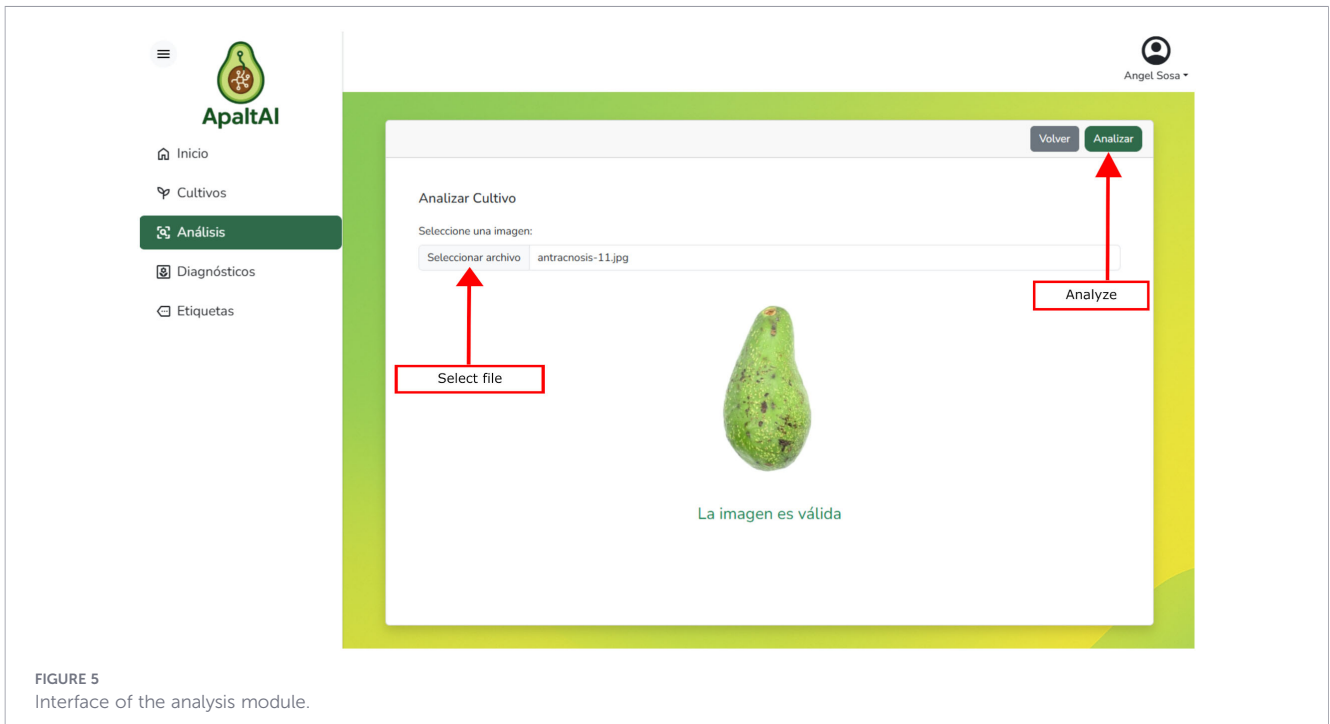 ApaltAI
Angel Sosa
Inicio
Cultivos
Análisis
Diagnósticos
Etiquetas
Volver Analizar
Analizar Cultivo
Seleccione una imagen:
Seleccionar archivo antracnosis-11.jpg
Analyze
Select file
La imagen es válida
FIGURE 5
Interface of the analysis module.